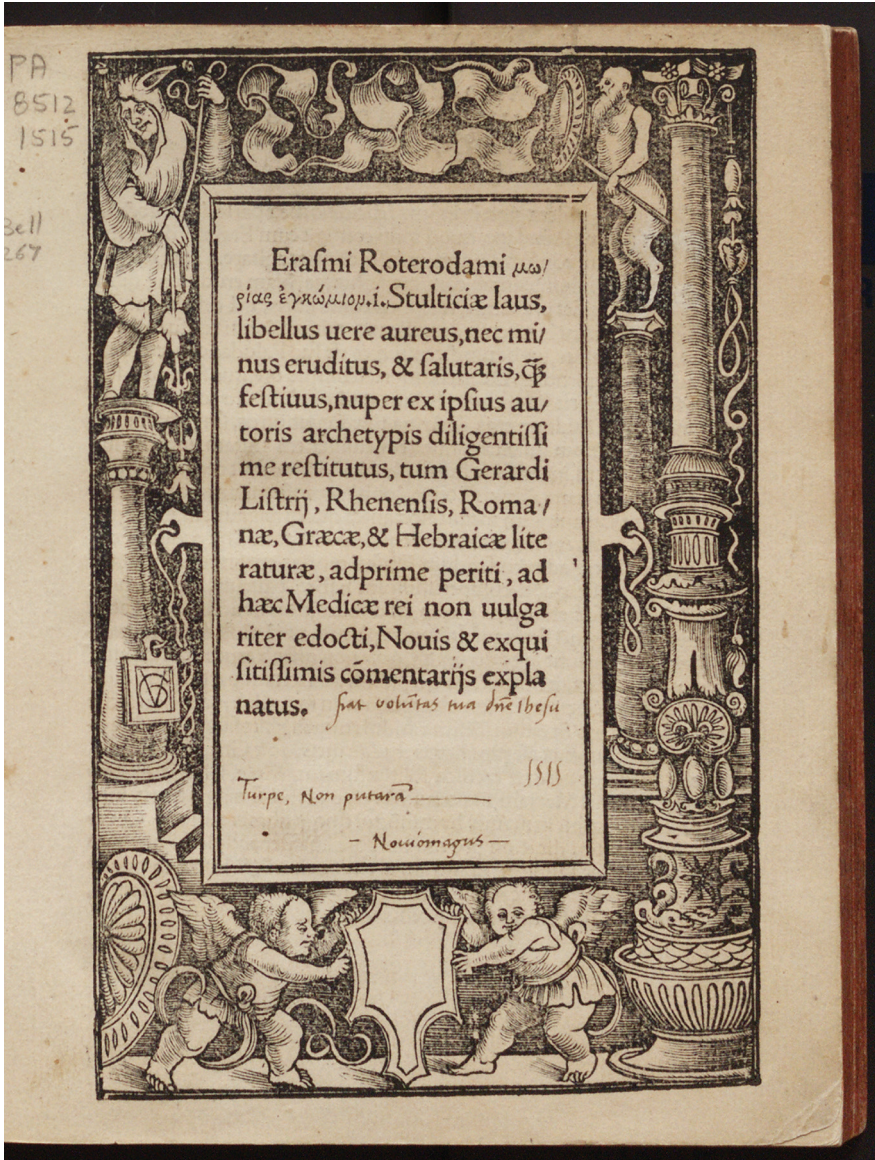 PA
8512
1515
Bell
267
Eraſmi Roterodami μω/
ρίας ἐγκώμιον.i. Stulticiæ laus,
libellus uere aureus, nec mi/
nus eruditus, & ſalutaris, ꝙ̃
feſtiuus, nuper ex ipſius au/
toris archetypis diligentiſſi
me reſtitutus, tum Gerardi
Liſtrij, Rhenenſis, Roma/
næ, Græcæ, & Hebraicæ lite
raturæ, adprime periti, ad
hæc Medicæ rei non uulga
riter edocti, Nouis & exqui
ſitiſſimis cōmentarijs expla
natus. fiat volūtas tua dn̄e Iheſu
1515
Turpe, Non putarā
- Nouiomagus -
VG